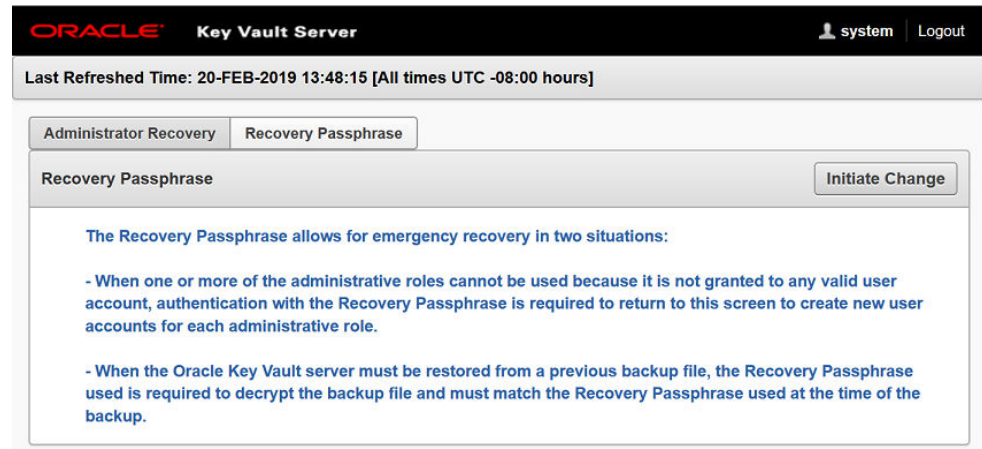 ORACLE Key Vault Server system Logout
Last Refreshed Time: 20-FEB-2019 13:48:15 [All times UTC -08:00 hours]
Administrator Recovery Recovery Passphrase
Recovery Passphrase Initiate Change
The Recovery Passphrase allows for emergency recovery in two situations:
- When one or more of the administrative roles cannot be used because it is not granted to any valid user
account, authentication with the Recovery Passphrase is required to return to this screen to create new user
accounts for each administrative role.
- When the Oracle Key Vault server must be restored from a previous backup file, the Recovery Passphrase
used is required to decrypt the backup file and must match the Recovery Passphrase used at the time of the
backup.